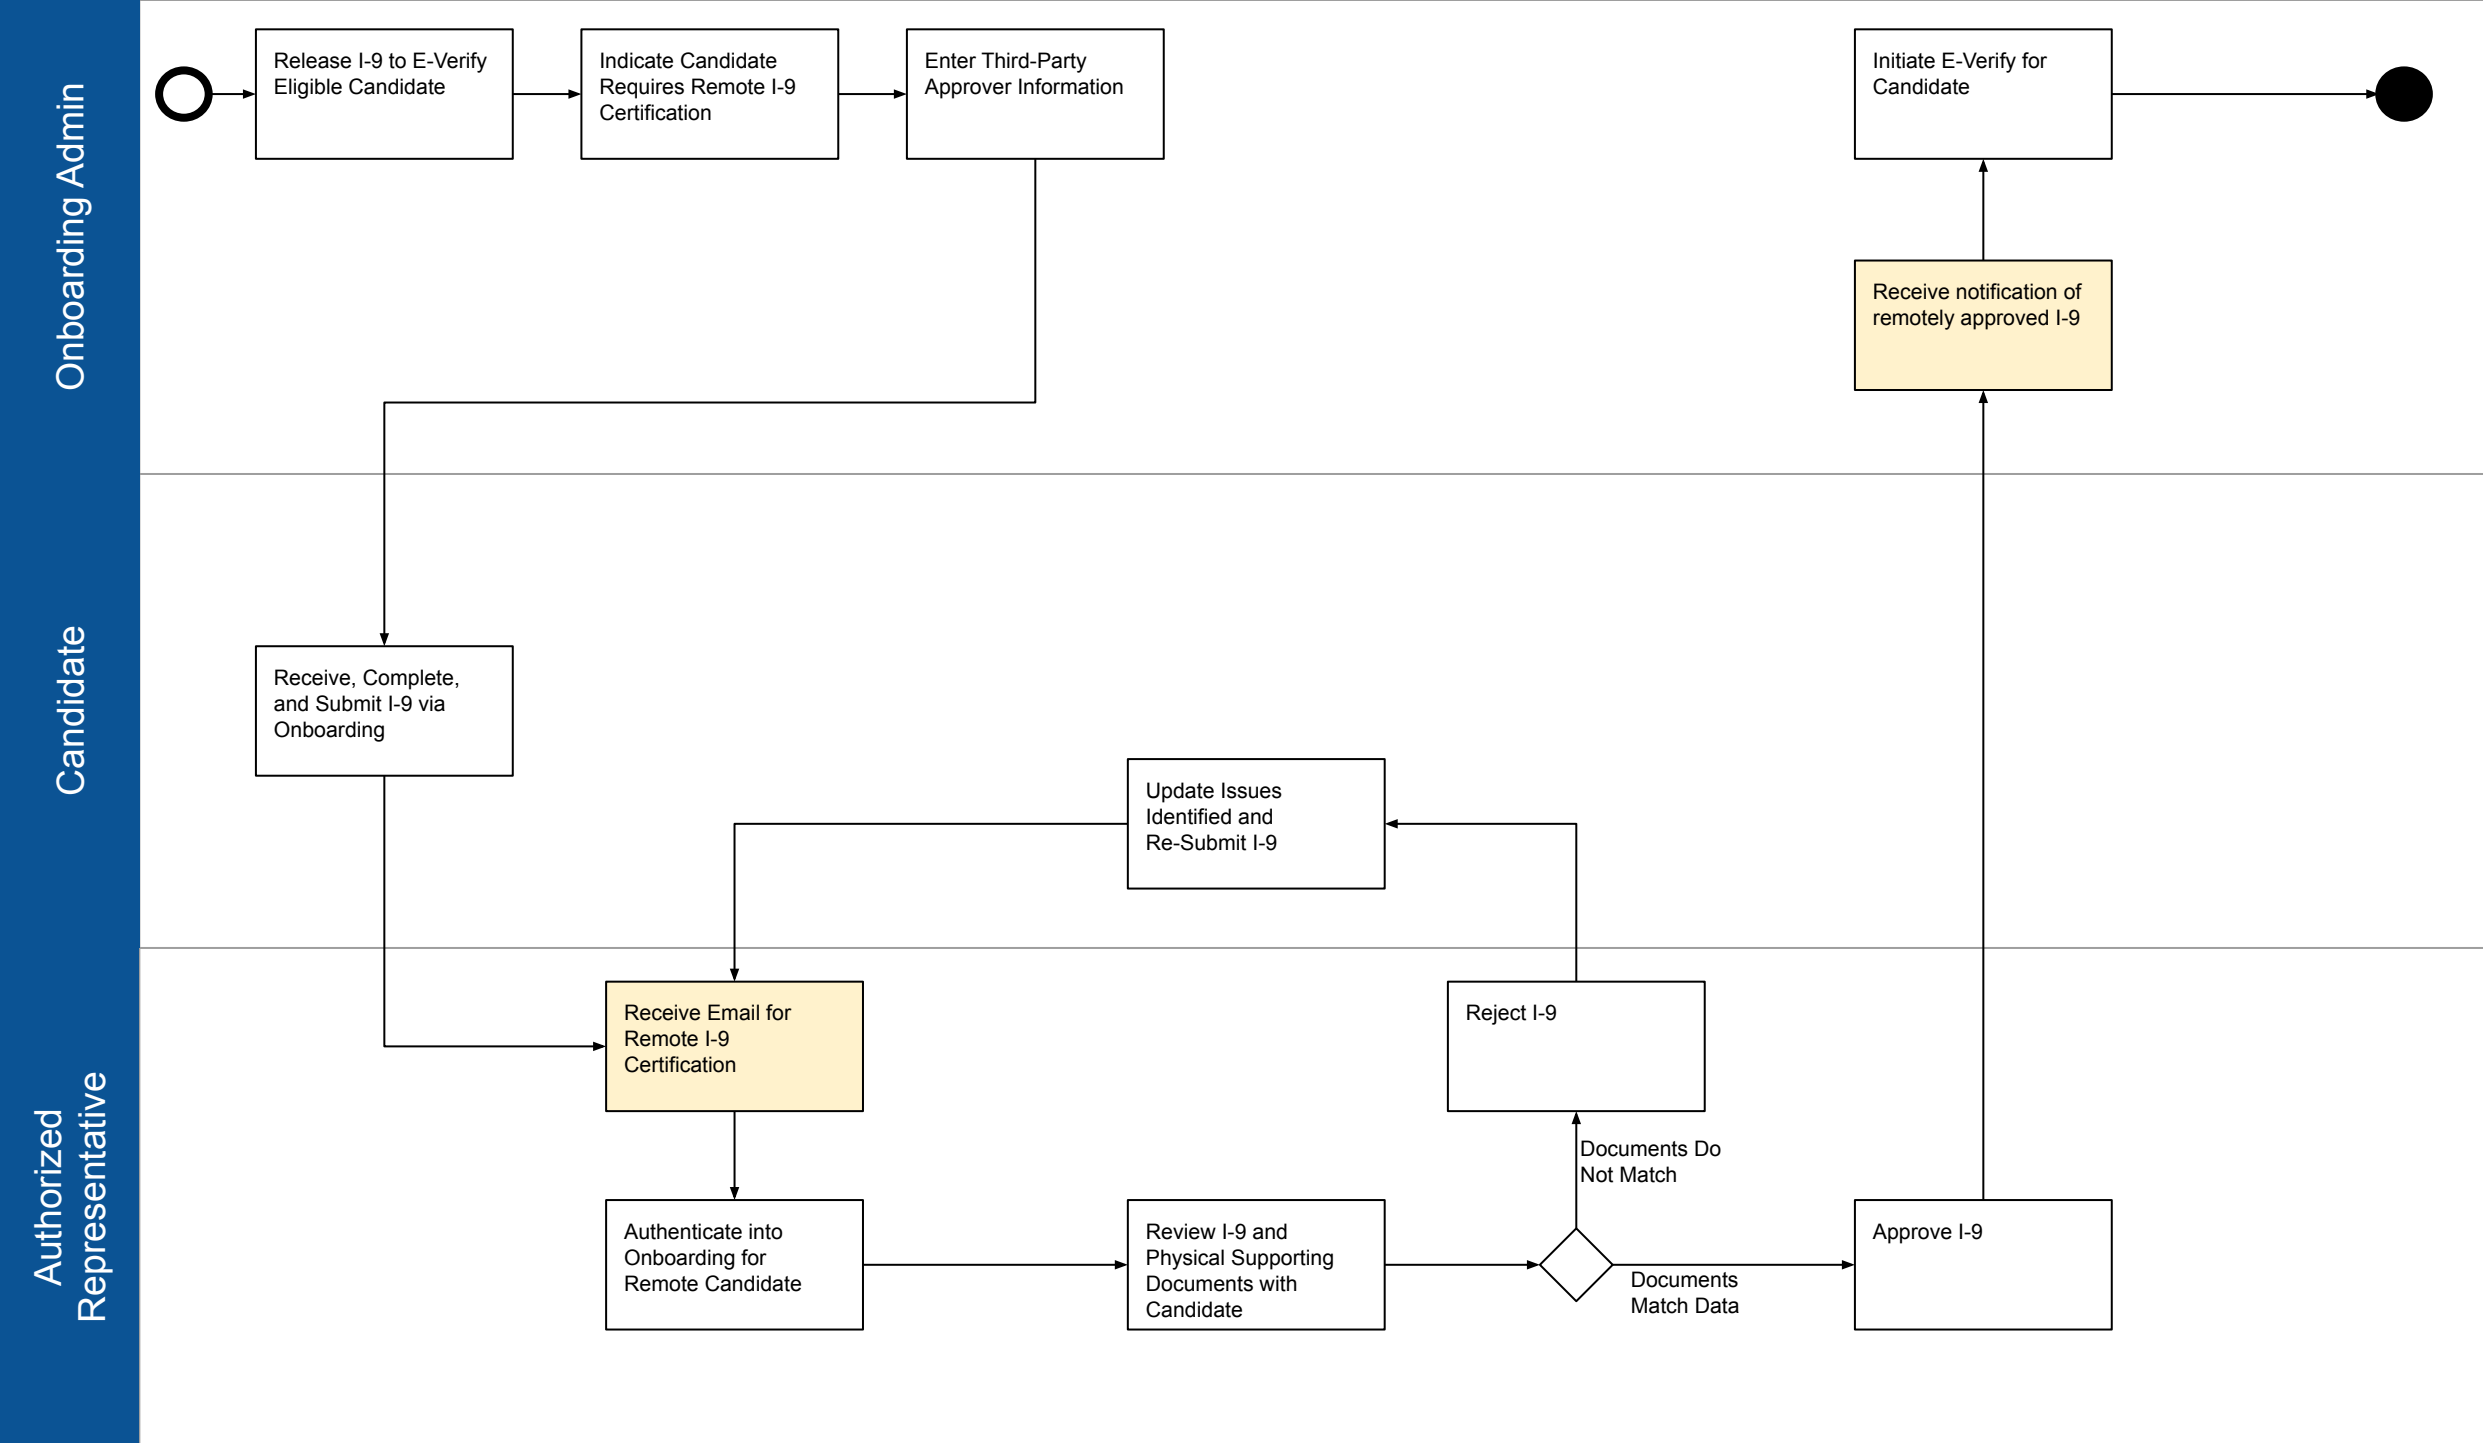 Onboarding Admin
Release I-9 to E-Verify
Eligible Candidate
Indicate Candidate
Requires Remote I-9
Certification
Enter Third-Party
Approver Information
Initiate E-Verify for
Candidate
Receive notification of
remotely approved I-9
Candidate
Receive, Complete,
and Submit I-9 via
Onboarding
Update Issues
Identified and
Re-Submit I-9
Authorized
Representative
Receive Email for
Remote I-9
Certification
Reject I-9
Documents Do
Not Match
Authenticate into
Onboarding for
Remote Candidate
Review I-9 and
Physical Supporting
Documents with
Candidate
Documents
Match Data
Approve I-9